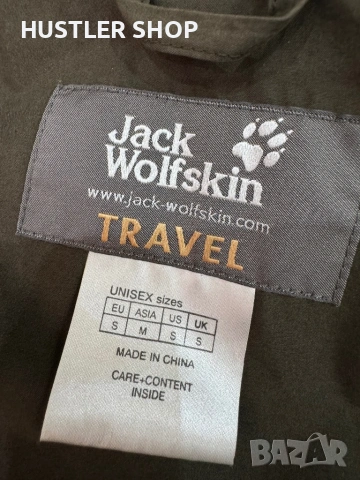 HUSTLER SHOP
Jack
Wolfskin
www.jack-wolfskin.com
TRAVEL
UNISEX sizes
EU ASIA US UK
S M S S
MADE IN CHINA
CARE+CONTENT
INSIDE
BAZAR